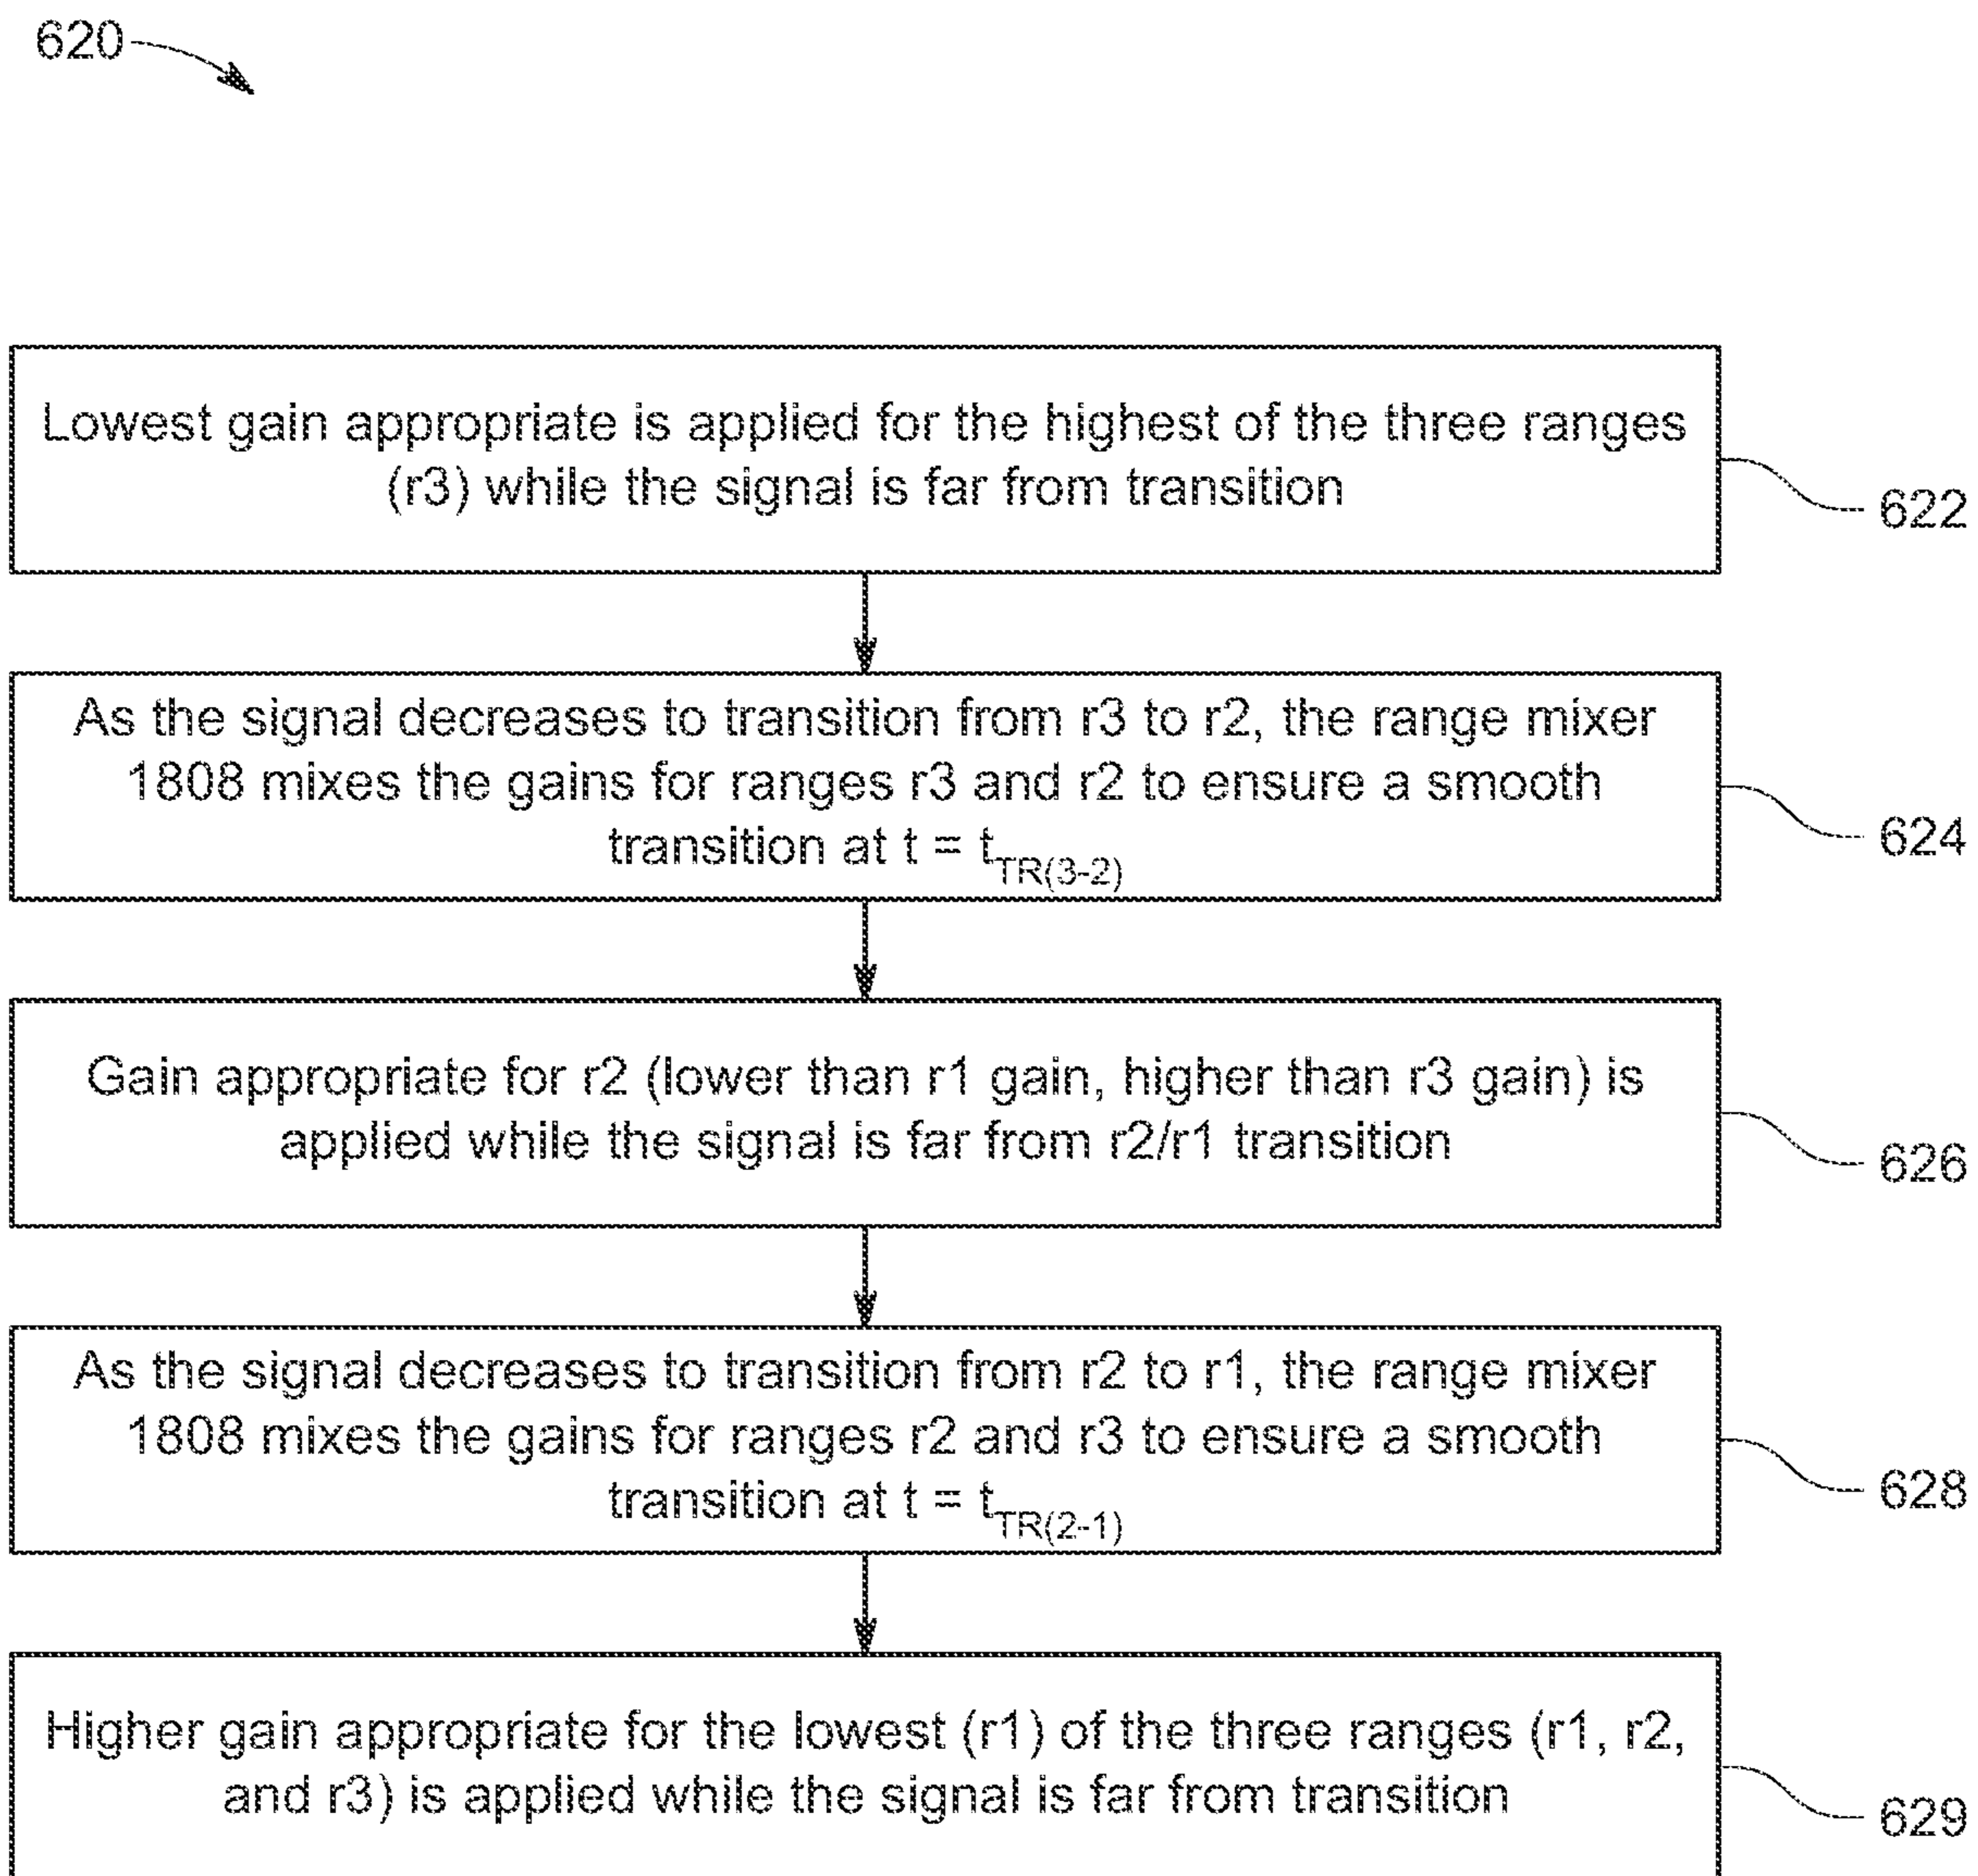 620
Lowest gain appropriate is applied for the highest of the three ranges
(r3) while the signal is far from transition
622
As the signal decreases to transition from r3 to r2, the range mixer
1808 mixes the gains for ranges r3 and r2 to ensure a smooth
transition at t = tTR(3-2)
624
Gain appropriate for r2 (lower than r1 gain, higher than r3 gain) is
applied while the signal is far from r2/r1 transition
626
As the signal decreases to transition from r2 to r1, the range mixer
1808 mixes the gains for ranges r2 and r3 to ensure a smooth
transition at t = tTR(2-1)
628
Higher gain appropriate for the lowest (r1) of the three ranges (r1, r2,
and r3) is applied while the signal is far from transition
629